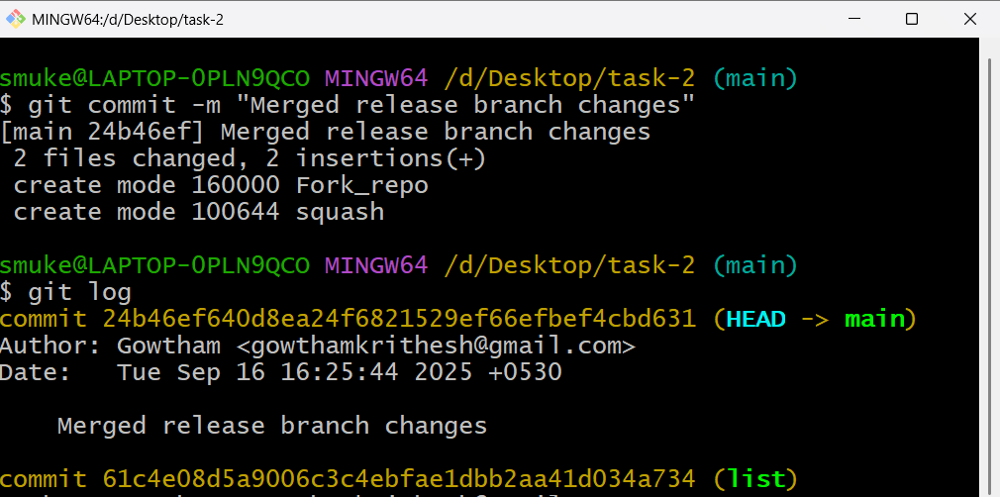 MINGW64:/d/Desktop/task-2
smuke@LAPTOP-0PLN9QCO MINGW64 /d/Desktop/task-2 (main)
$ git commit -m "Merged release branch changes"
[main 24b46ef] Merged release branch changes
 2 files changed, 2 insertions(+)
 create mode 160000 Fork_repo
 create mode 100644 squash
smuke@LAPTOP-0PLN9QCO MINGW64 /d/Desktop/task-2 (main)
$ git log
commit 24b46ef640d8ea24f6821529ef66efbef4cbd631 (HEAD -> main)
Author: Gowtham <gowthamkrithesh@gmail.com>
Date:   Tue Sep 16 16:25:44 2025 +0530
    Merged release branch changes
commit 61c4e08d5a9006c3c4ebfae1dbb2aa41d034a734 (list)